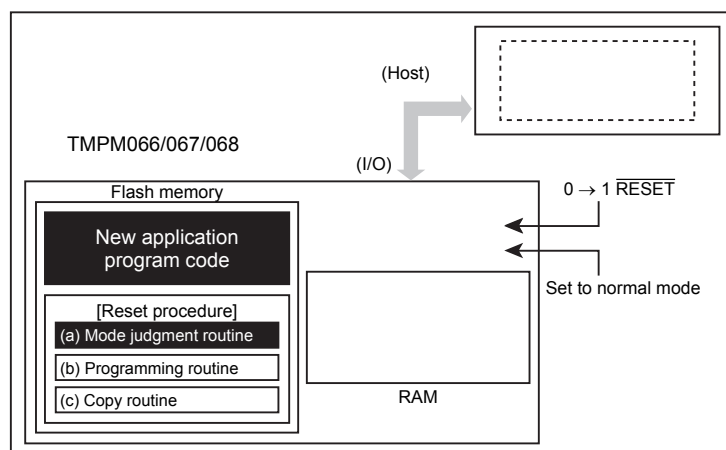 (Host)
TMPM066/067/068
(I/O)
Flash memory
0 → 1 RESET
New application
program code
Set to normal mode
[Reset procedure]
(a) Mode judgment routine
(b) Programming routine
(c) Copy routine
RAM